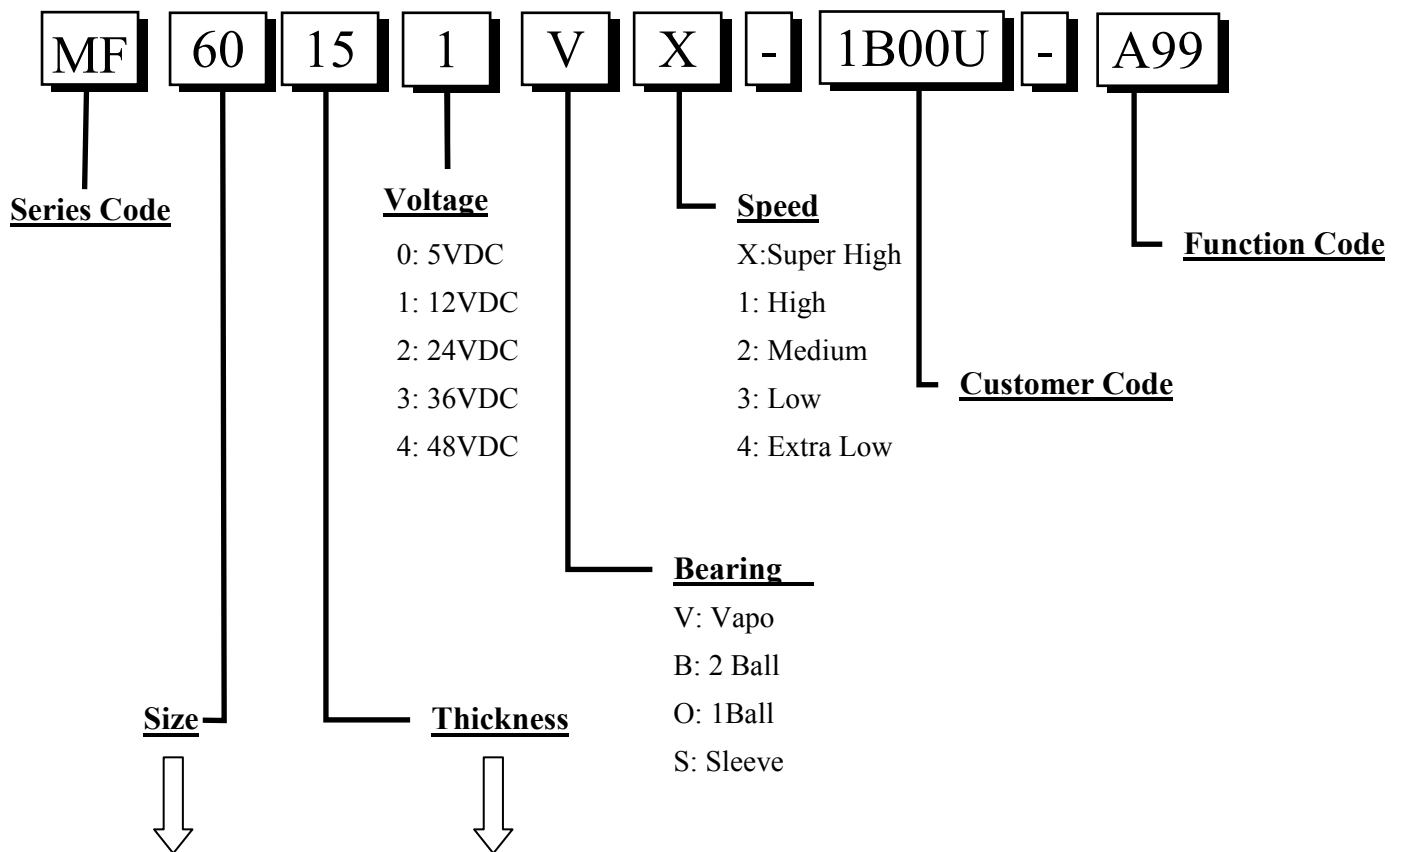 MF 60 15 1 V X - 1B00U - A99
Series Code
Voltage
0: 5VDC
1: 12VDC
2: 24VDC
3: 36VDC
4: 48VDC
Speed
X:Super High
1: High
2: Medium
3: Low
4: Extra Low
Function Code
Customer Code
Bearing
V: Vapo
B: 2 Ball
O: 1Ball
S: Sleeve
Size
Thickness